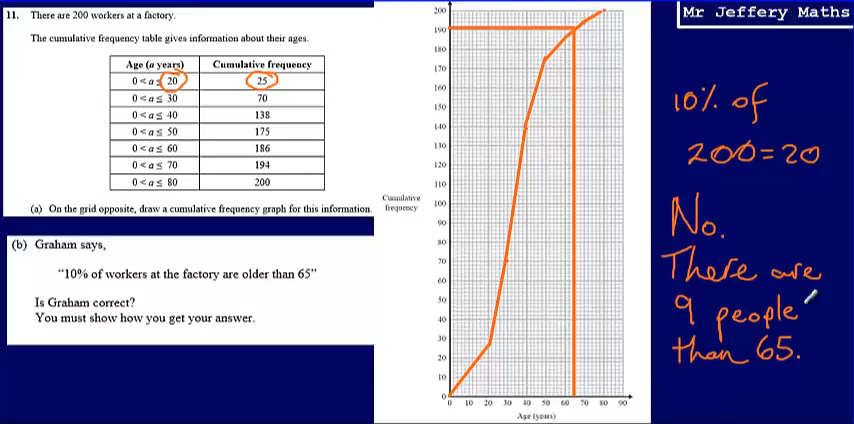 11. There are 200 workers at a factory.
The cumulative frequency table gives information about their ages.
Age (a years) Cumulative frequency
0 < a ≤ 20 25
0 < a ≤ 30 70
0 < a ≤ 40 138
0 < a ≤ 50 175
0 < a ≤ 60 186
0 < a ≤ 70 194
0 < a ≤ 80 200
(a) On the grid opposite, draw a cumulative frequency graph for this information.
(b) Graham says,
"10% of workers at the factory are older than 65"
Is Graham correct?
You must show how you get your answer.
200
190
180
170
160
150
140
130
120
110
Cumulative
frequency
100
90
80
70
60
50
40
30
20
10
0
0 10 20 30 40 50 60 70 80 90
Age (years)
Mr Jeffery Maths
10% of
200=20
No.
There are
9 people
than 65.